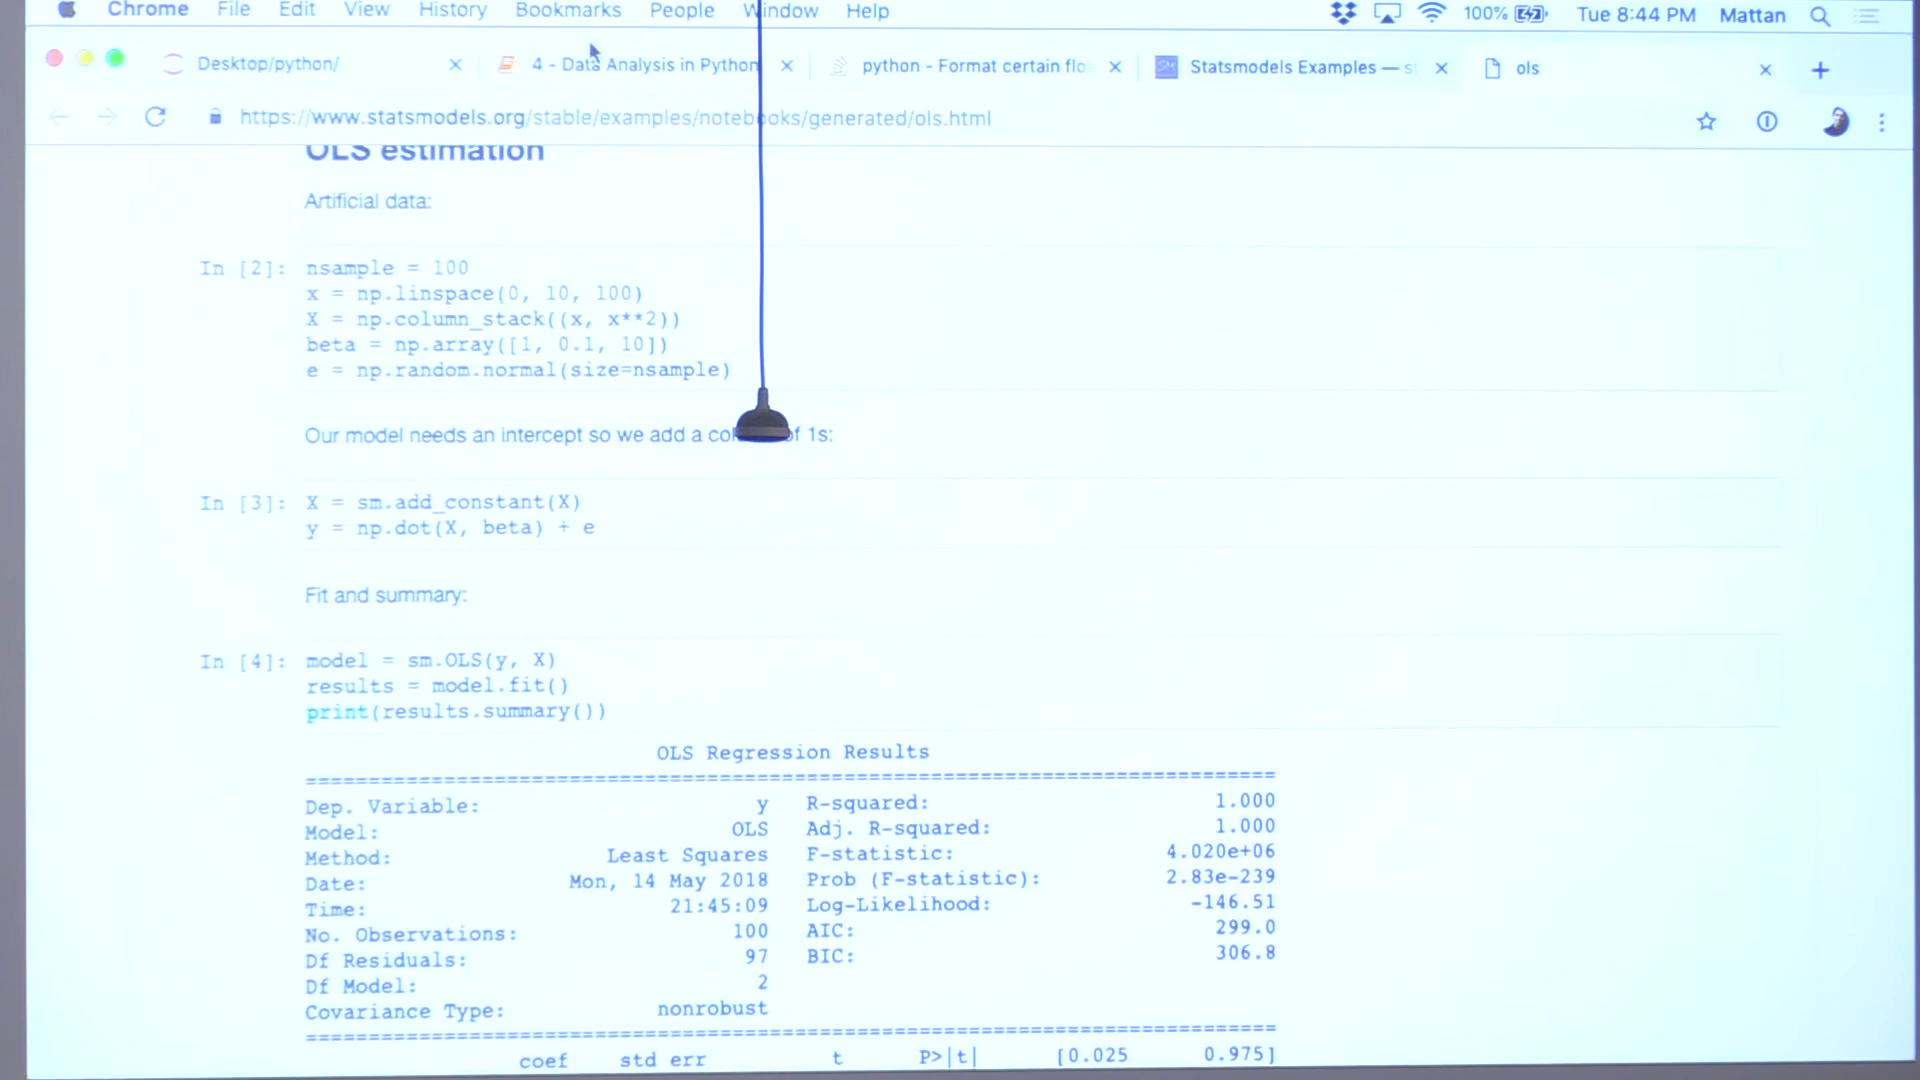 Chrome File Edit View History Bookmarks People Window Help 100% Tue 8:44 PM Mattan
Desktop/python/ 4 - Data Analysis in Python python - Format certain flo Statsmodels Examples — s ols
https://www.statsmodels.org/stable/examples/notebooks/generated/ols.html
OLS estimation
Artificial data:
In [2]: nsample = 100
x = np.linspace(0, 10, 100)
X = np.column_stack((x, x**2))
beta = np.array([1, 0.1, 10])
e = np.random.normal(size=nsample)
Our model needs an intercept so we add a of 1s:
In [3]: X = sm.add_constant(X)
y = np.dot(X, beta) + e
Fit and summary:
In [4]: model = sm.OLS(y, X)
results = model.fit()
print(results.summary())
OLS Regression Results
==============================================================================
Dep. Variable: y R-squared: 1.000
Model: OLS Adj. R-squared: 1.000
Method: Least Squares F-statistic: 4.020e+06
Date: Mon, 14 May 2018 Prob (F-statistic): 2.83e-239
Time: 21:45:09 Log-Likelihood: -146.51
No. Observations: 100 AIC: 299.0
Df Residuals: 97 BIC: 306.8
Df Model: 2
Covariance Type: nonrobust
==============================================================================
coef std err t P>|t| [0.025 0.975]